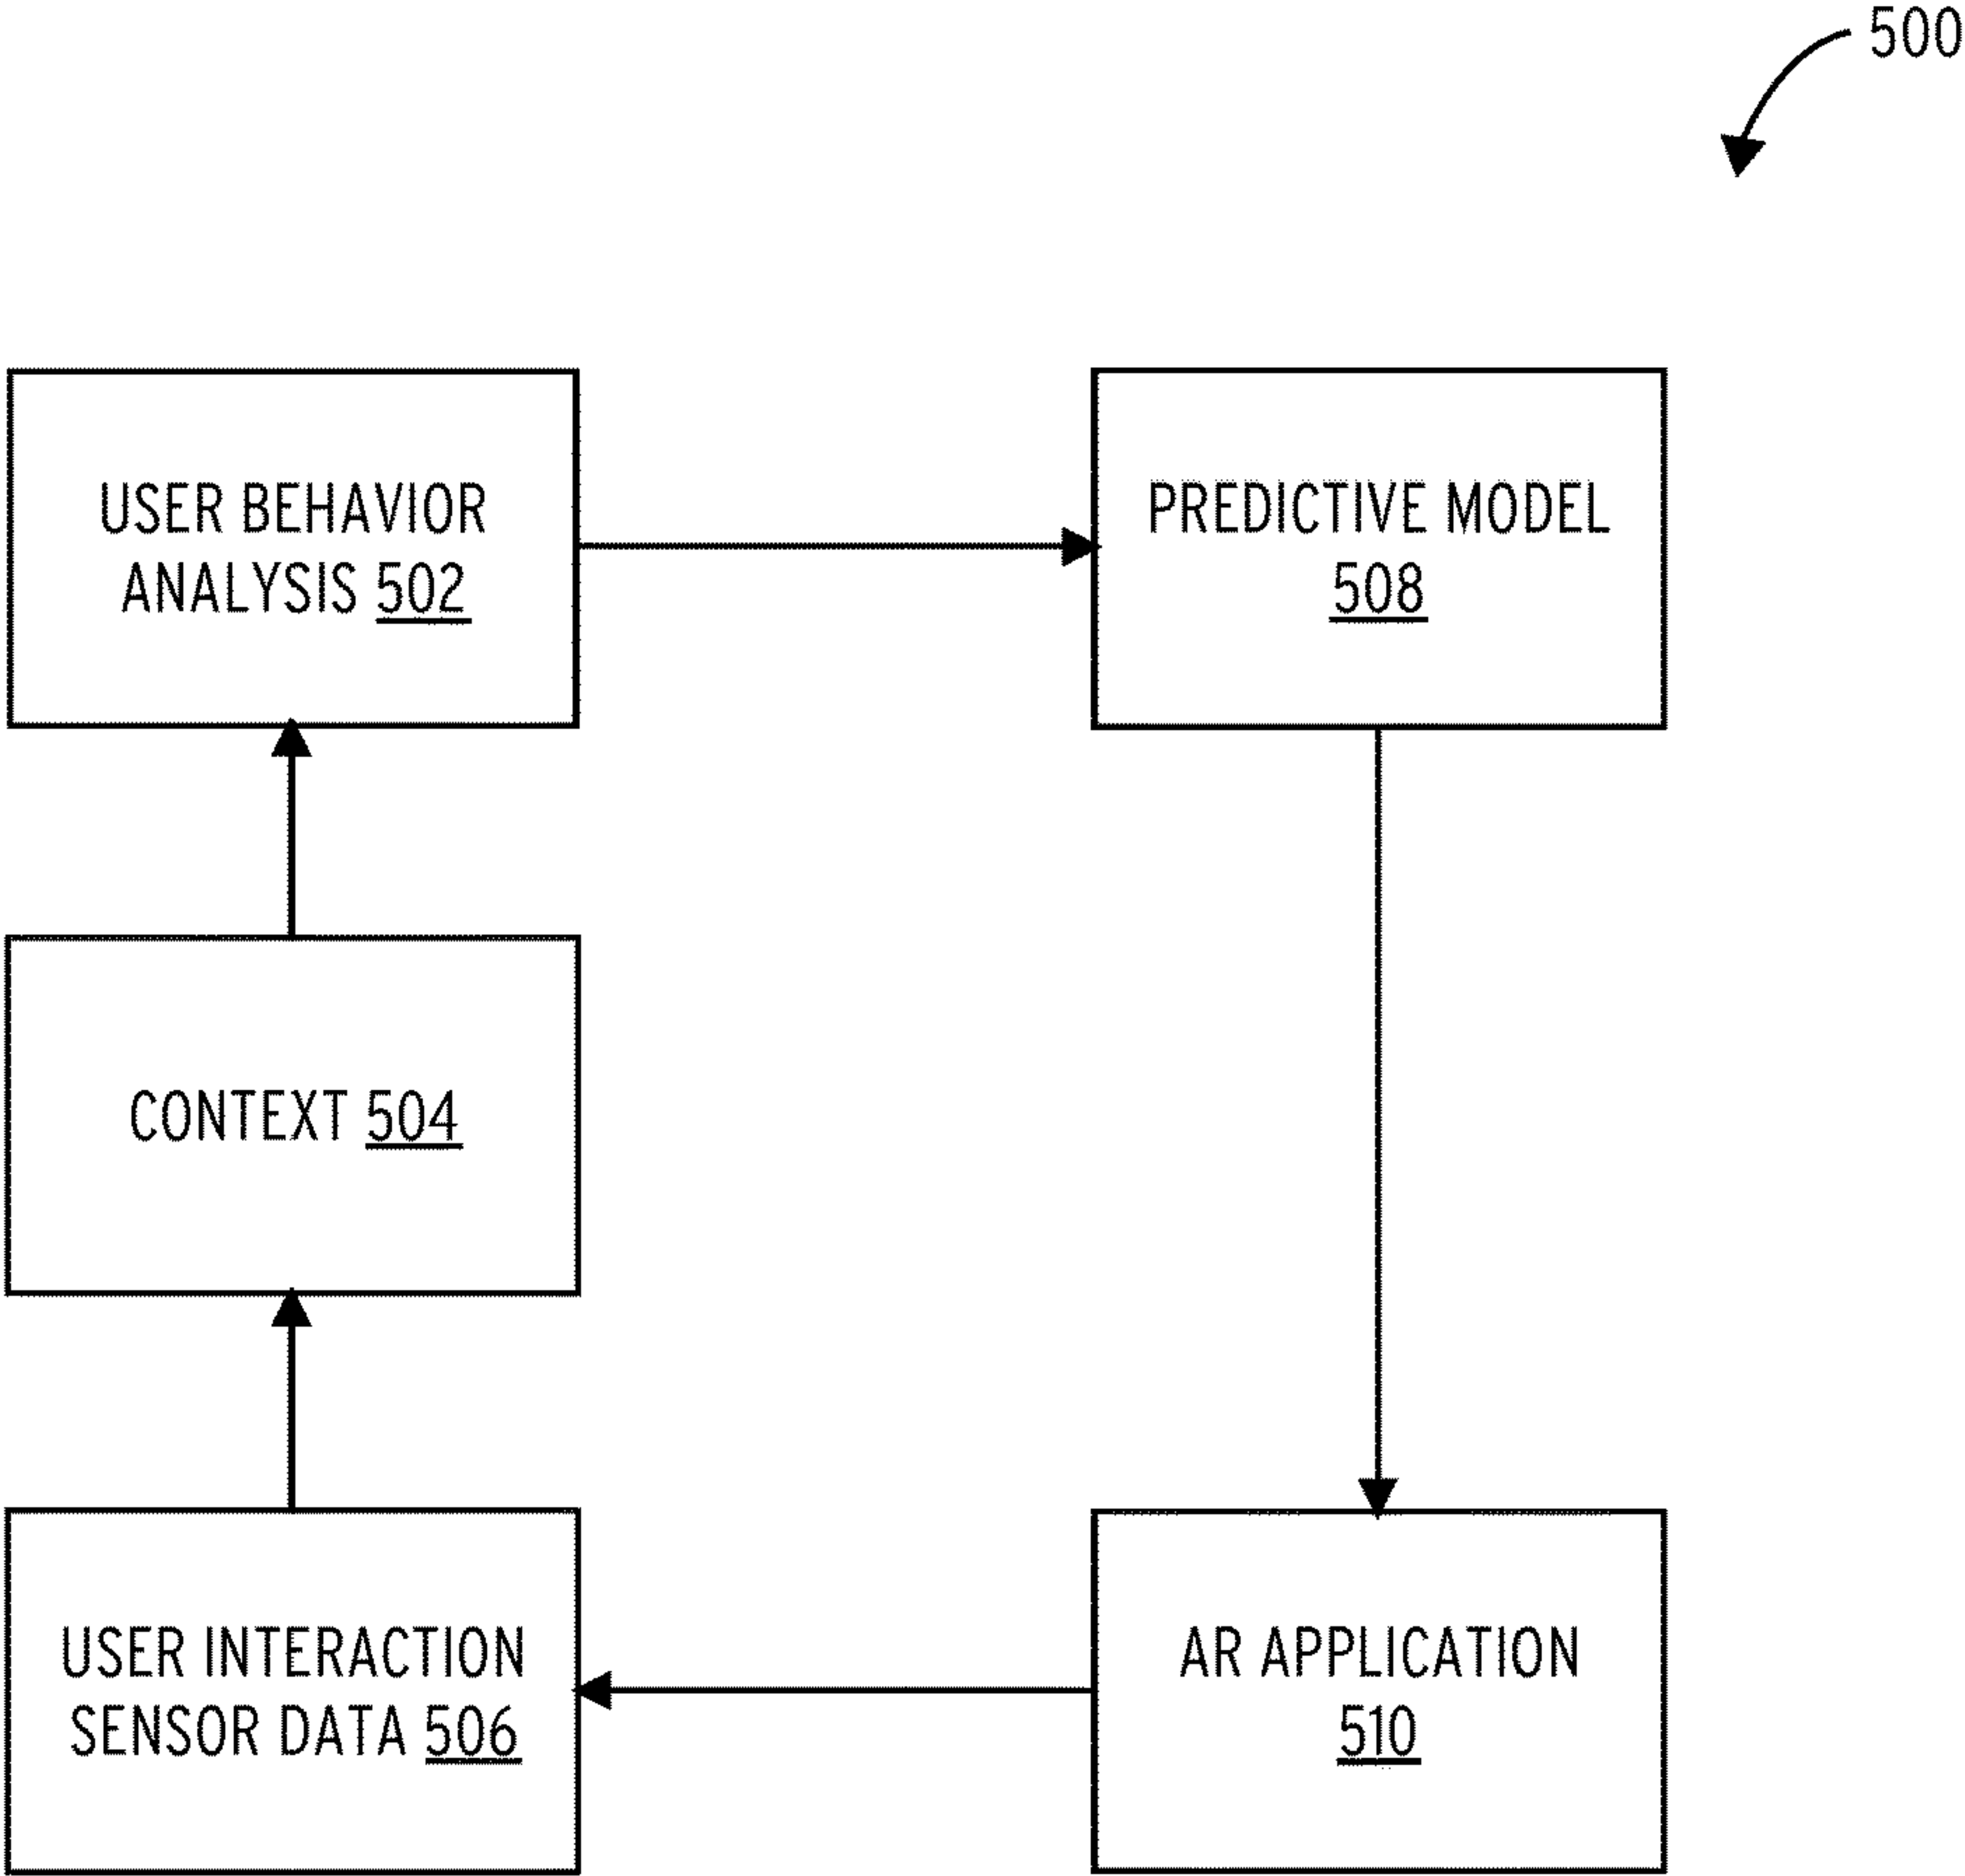 500
USER BEHAVIOR
ANALYSIS 502
PREDICTIVE MODEL
508
CONTEXT 504
USER INTERACTION
SENSOR DATA 506
AR APPLICATION
510